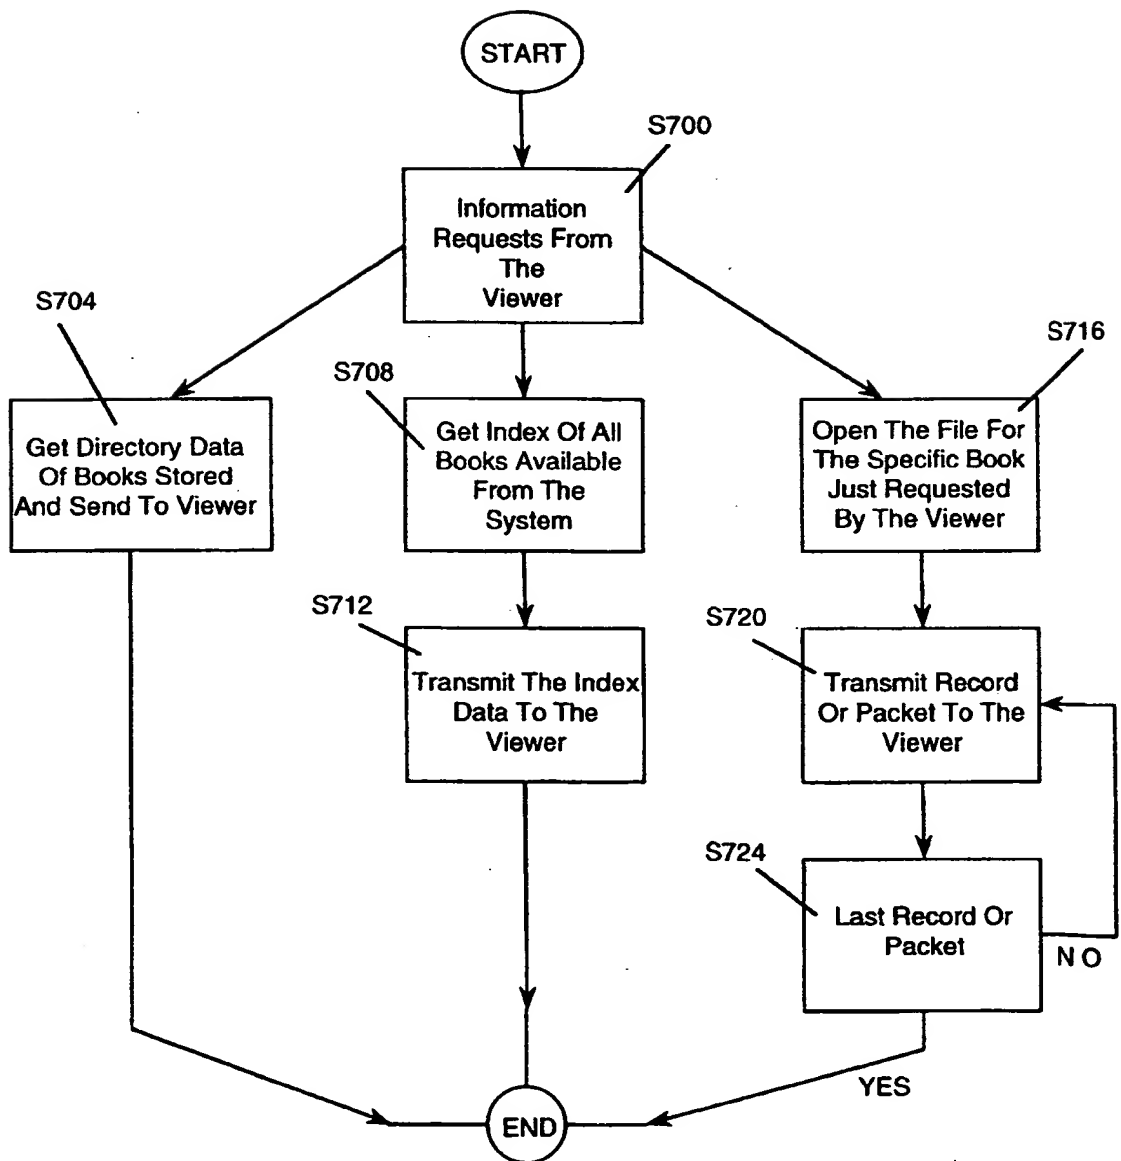 START
S700
Information
Requests From
The
Viewer
S704
Get Directory Data
Of Books Stored
And Send To Viewer
S708
Get Index Of All
Books Available
From The
System
S716
Open The File For
The Specific Book
Just Requested
By The Viewer
S712
Transmit The Index
Data To The
Viewer
S720
Transmit Record
Or Packet To The
Viewer
S724
Last Record Or
Packet
NO
YES
END